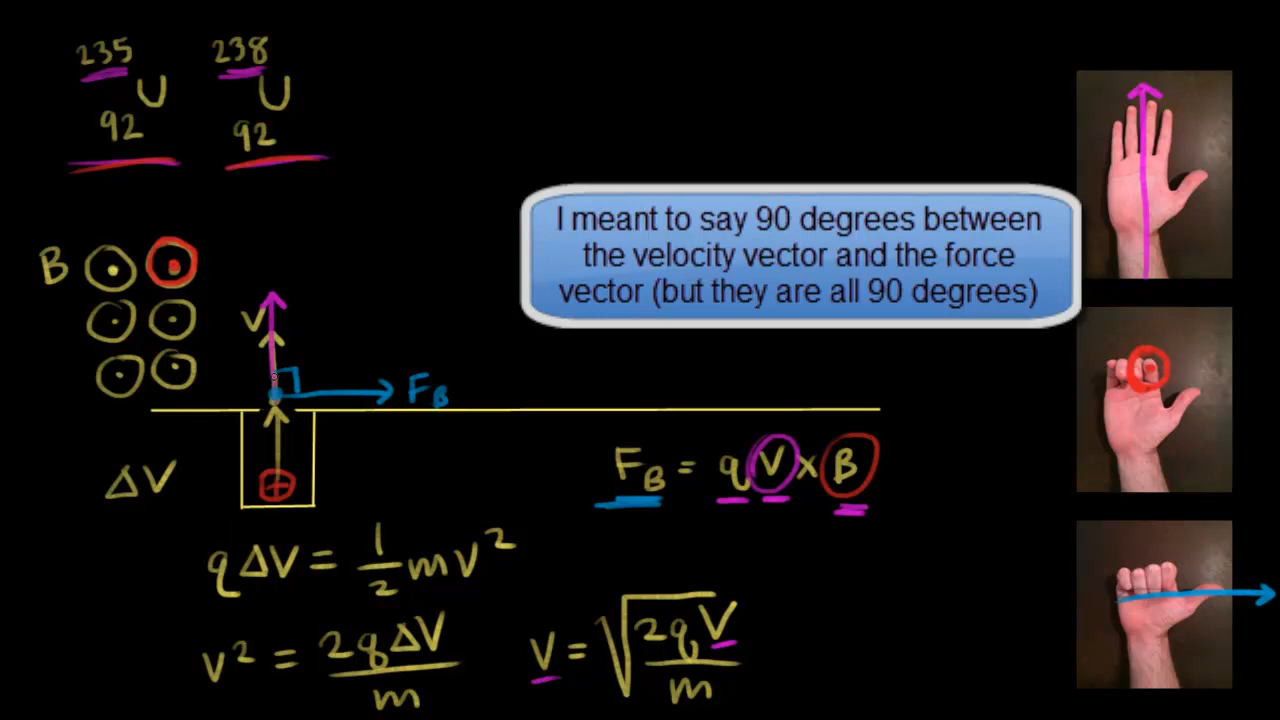 235 238
U U
92 92
I meant to say 90 degrees between
the velocity vector and the force
vector (but they are all 90 degrees)
B
V
F_B
ΔV
+
F_B = qV × B
qΔV = 1/2 mv²
v² = 2qΔV/m
V = √(2qV/m)